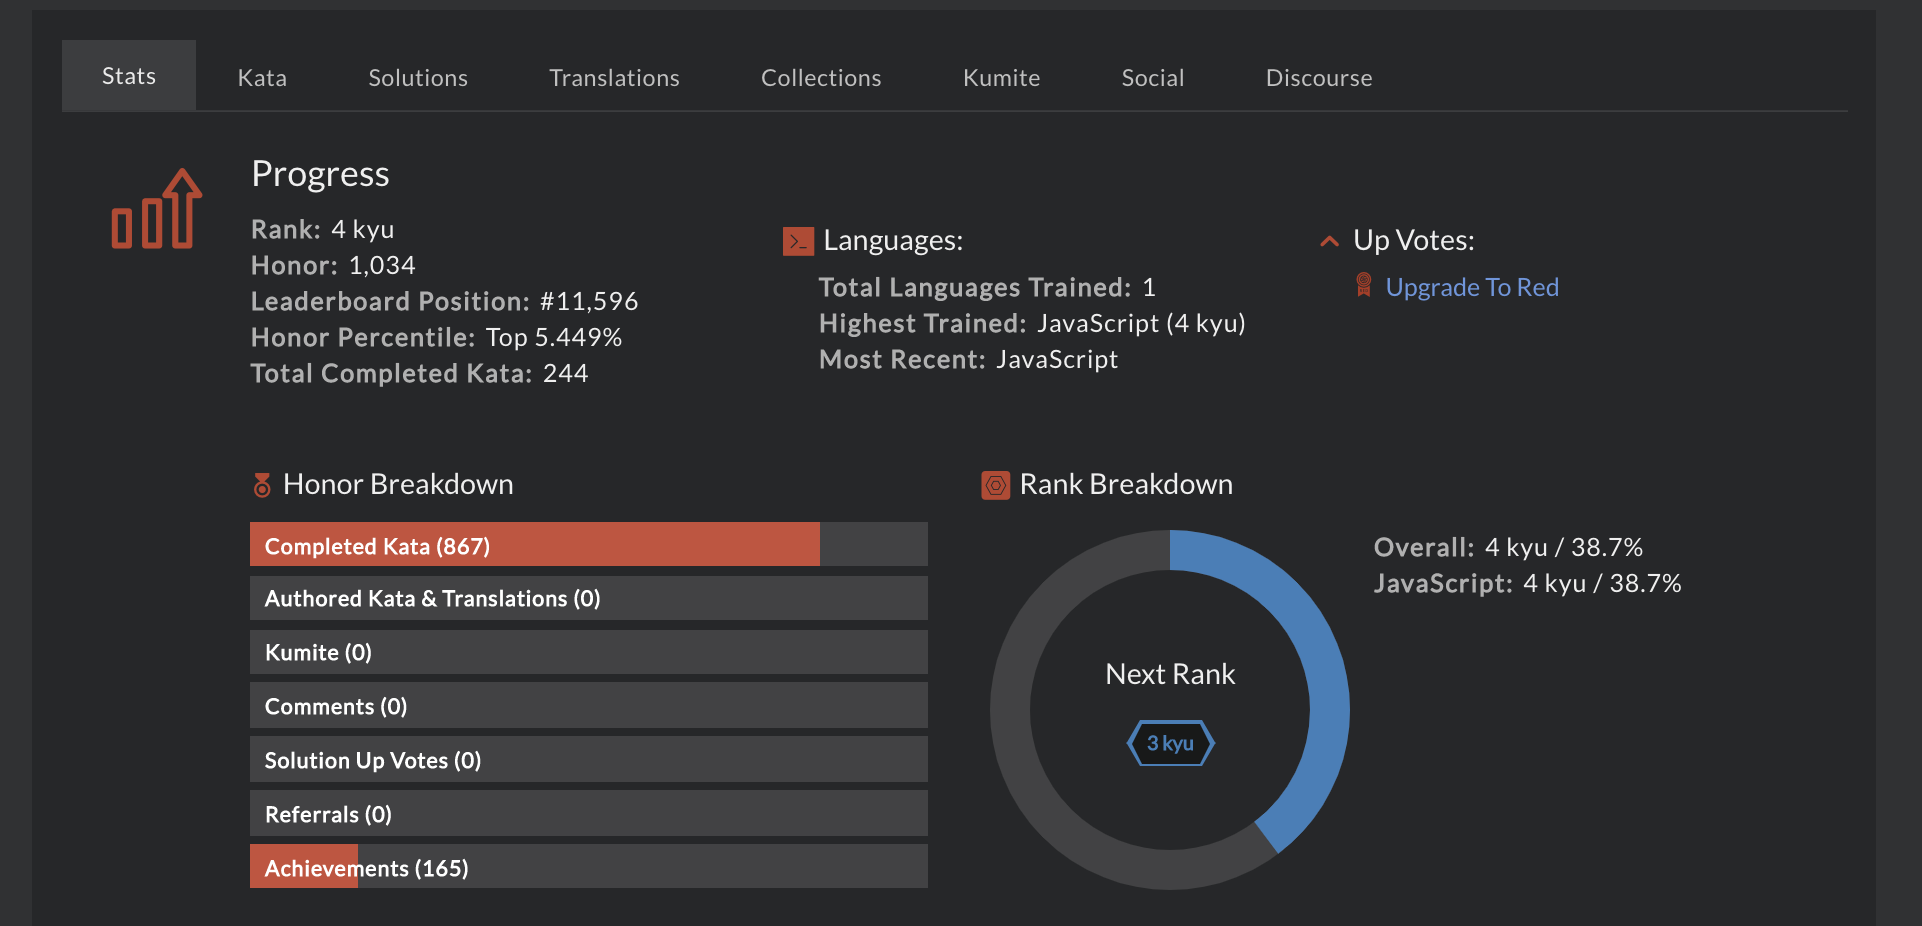 Stats Kata Solutions Translations Collections Kumite Social Discourse
Progress
Rank: 4 kyu
Honor: 1,034
Leaderboard Position: #11,596
Honor Percentile: Top 5.449%
Total Completed Kata: 244
>_ Languages:
Total Languages Trained: 1
Highest Trained: JavaScript (4 kyu)
Most Recent: JavaScript
Up Votes:
Upgrade To Red
Honor Breakdown
Completed Kata (867)
Authored Kata & Translations (0)
Kumite (0)
Comments (0)
Solution Up Votes (0)
Referrals (0)
Achievements (165)
Rank Breakdown
Next Rank
3 kyu
Overall: 4 kyu / 38.7%
JavaScript: 4 kyu / 38.7%